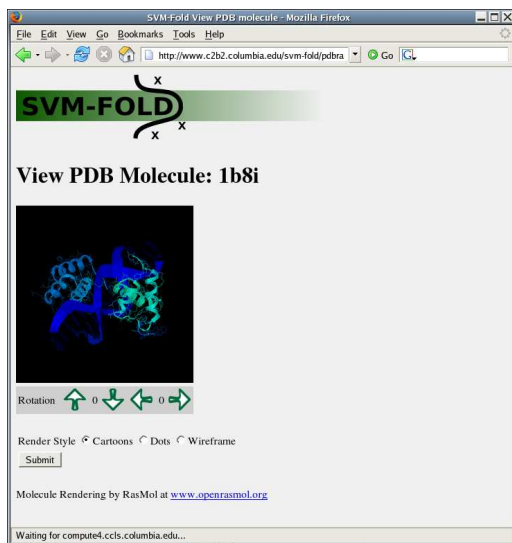 SVM-Fold View PDB molecule - Mozilla Firefox
File Edit View Go Bookmarks Tools Help
http://www.c2b2.columbia.edu/svm-fold/pdbra Go G
SVM-FOLD
x
x
x
View PDB Molecule: 1b8i
Rotation 0 0
Render Style Cartoons Dots Wireframe
Submit
Molecule Rendering by RasMol at www.openrasmol.org
Waiting for compute4.ccls.columbia.edu...